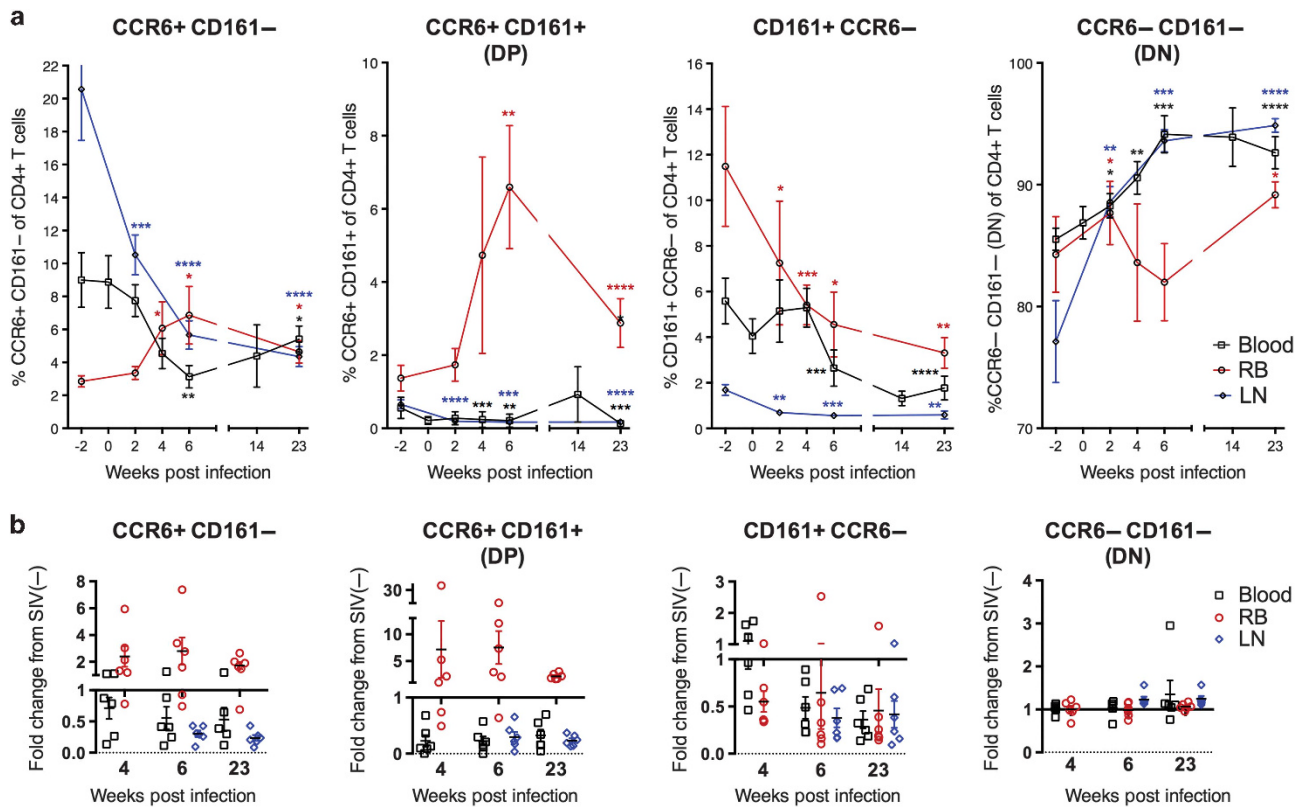 a
CCR6+ CD161–
CCR6+ CD161+
(DP)
CD161+ CCR6–
CCR6– CD161–
(DN)
% CCR6+ CD161– of CD4+ T cells
22
20
18
16
14
12
10
8
6
4
2
0
***
****
*
*
**
****
*
*
-2 0 2 4 6 14 23
Weeks post infection
% CCR6+ CD161+ of CD4+ T cells
10
8
6
4
2
0
**
****
****
***
***
**
****
***
-2 0 2 4 6 14 23
Weeks post infection
% CD161+ CCR6– of CD4+ T cells
16
14
12
10
8
6
4
2
0
*
***
*
**
***
****
**
***
**
-2 0 2 4 6 14 23
Weeks post infection
%CCR6– CD161– (DN) of CD4+ T cells
100
90
80
70
**
*
*
**
***
***
****
****
*
Blood
RB
LN
-2 0 2 4 6 14 23
Weeks post infection
b
CCR6+ CD161–
CCR6+ CD161+
(DP)
CD161+ CCR6–
CCR6– CD161–
(DN)
Fold change from SIV(–)
8
6
4
2
1
0.5
0.0
4 6 23
Weeks post infection
Fold change from SIV(–)
30
10
5
1
0
4 6 23
Weeks post infection
Fold change from SIV(–)
3
2
1
1
0.5
0.0
4 6 23
Weeks post infection
Fold change from SIV(–)
4
3
2
1
0
Blood
RB
LN
4 6 23
Weeks post infection